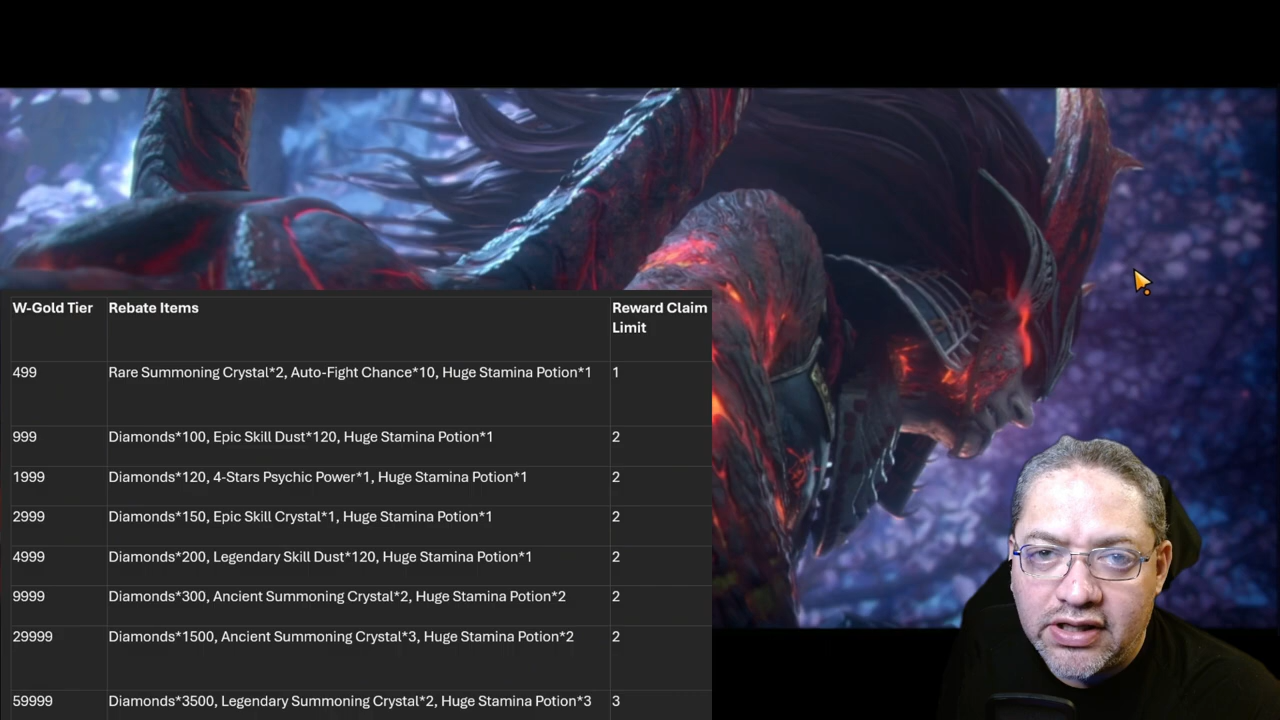 W-Gold Tier Rebate Items Reward Claim
Limit
499 Rare Summoning Crystal*2, Auto-Fight Chance*10, Huge Stamina Potion*1 1
999 Diamonds*100, Epic Skill Dust*120, Huge Stamina Potion*1 2
1999 Diamonds*120, 4-Stars Psychic Power*1, Huge Stamina Potion*1 2
2999 Diamonds*150, Epic Skill Crystal*1, Huge Stamina Potion*1 2
4999 Diamonds*200, Legendary Skill Dust*120, Huge Stamina Potion*1 2
9999 Diamonds*300, Ancient Summoning Crystal*2, Huge Stamina Potion*2 2
29999 Diamonds*1500, Ancient Summoning Crystal*3, Huge Stamina Potion*2 2
59999 Diamonds*3500, Legendary Summoning Crystal*2, Huge Stamina Potion*3 3